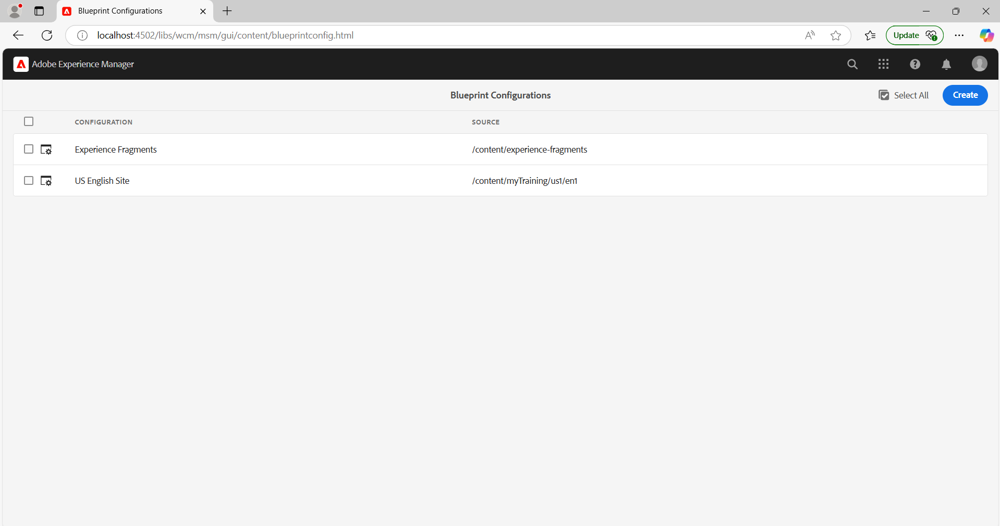 Blueprint Configurations
localhost:4502/libs/wcm/msm/gui/content/blueprintconfig.html
Update
Adobe Experience Manager
Blueprint Configurations
Select All
Create
CONFIGURATION SOURCE
Experience Fragments /content/experience-fragments
US English Site /content/myTraining/us1/en1